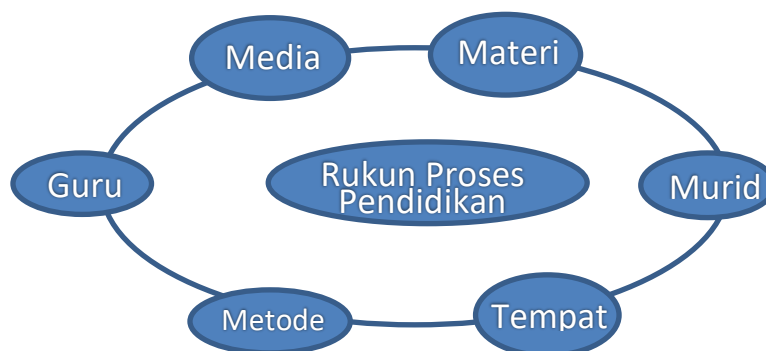 Media
Materi
Guru
Rukun Proses
Pendidikan
Murid
Metode
Tempat